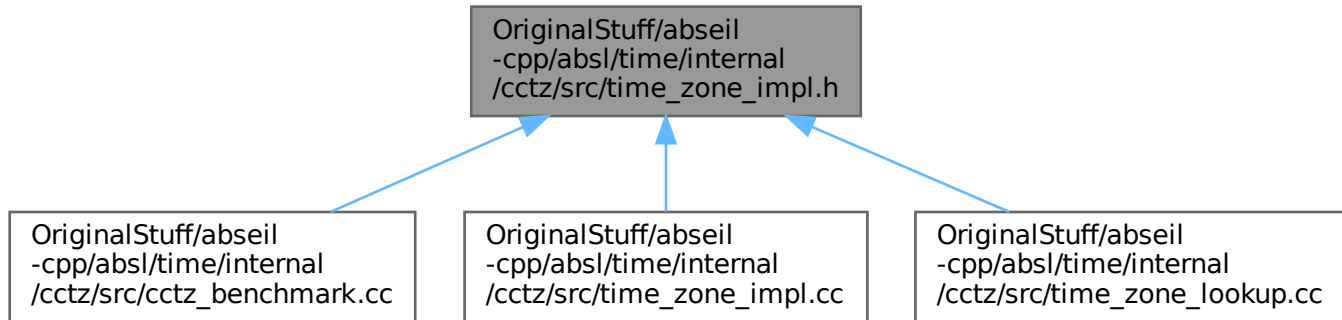 OriginalStuff/abseil
-cpp/absl/time/internal
/cctz/src/time_zone_impl.h
OriginalStuff/abseil
-cpp/absl/time/internal
/cctz/src/cctz_benchmark.cc
OriginalStuff/abseil
-cpp/absl/time/internal
/cctz/src/time_zone_impl.cc
OriginalStuff/abseil
-cpp/absl/time/internal
/cctz/src/time_zone_lookup.cc